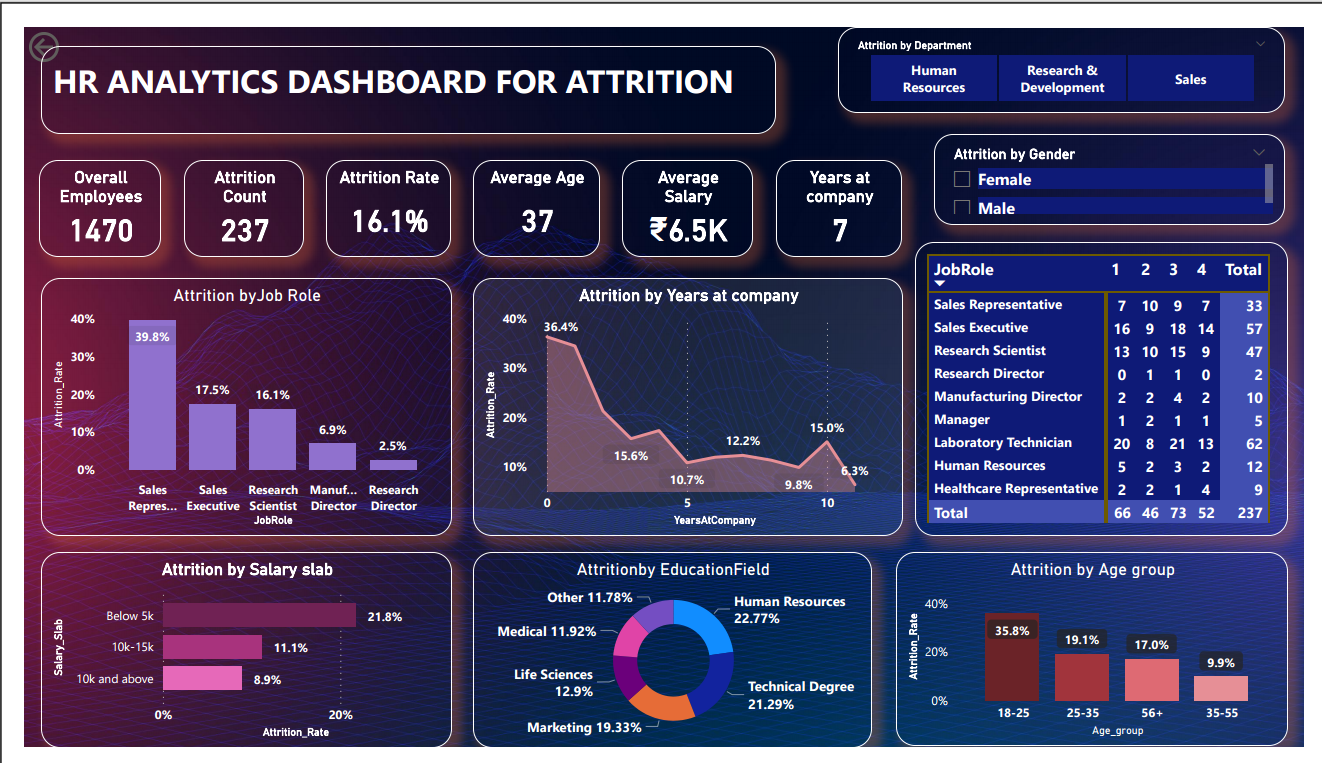 HR ANALYTICS DASHBOARD FOR ATTRITION
Attrition by Department
Human
Resources
Research &
Development
Sales
Attrition by Gender
Female
Male
Overall
Employees
1470
Attrition
Count
237
Attrition Rate
16.1%
Average Age
37
Average
Salary
₹6.5K
Years at
company
7
Attrition byJob Role
Attrition_Rate
40%
30%
20%
10%
0%
39.8%
17.5%
16.1%
6.9%
2.5%
Sales
Repres...
Sales
Executive
Research
Scientist
Manuf...
Director
Research
Director
JobRole
Attrition by Years at company
Attrition_Rate
40%
30%
20%
10%
36.4%
15.6%
10.7%
12.2%
9.8%
15.0%
6.3%
0 5 10
YearsAtCompany
JobRole 1 2 3 4 Total
Sales Representative 7 10 9 7 33
Sales Executive 16 9 18 14 57
Research Scientist 13 10 15 9 47
Research Director 0 1 1 0 2
Manufacturing Director 2 2 4 2 10
Manager 1 2 1 1 5
Laboratory Technician 20 8 21 13 62
Human Resources 5 2 3 2 12
Healthcare Representative 2 2 1 4 9
Total 66 46 73 52 237
Attrition by Salary slab
Salary_Slab
Below 5k 21.8%
10k-15k 11.1%
10k and above 8.9%
0% 20%
Attrition_Rate
Attritionby EducationField
Other 11.78%
Human Resources
22.77%
Medical 11.92%
Life Sciences
12.9%
Technical Degree
21.29%
Marketing 19.33%
Attrition by Age group
Attrition_Rate
40%
20%
0%
35.8%
19.1%
17.0%
9.9%
18-25 25-35 56+ 35-55
Age_group